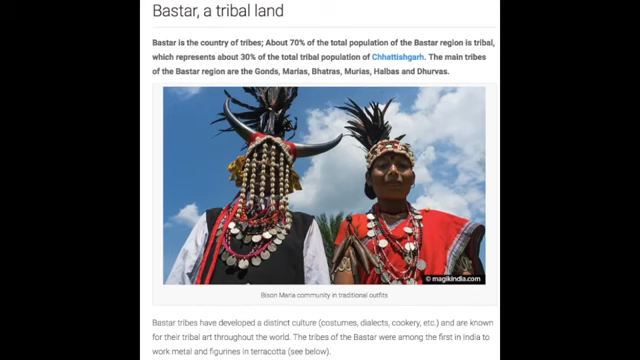 Bastar, a tribal land
Bastar is the country of tribes; About 70% of the total population of the Bastar region is tribal,
which represents about 30% of the total tribal population of Chhattishgarh. The main tribes
of the Bastar region are the Gonds, Marias, Bhatras, Murias, Halbas and Dhurvas.
© magikindia.com
Bison Maria community in traditional outfits
Bastar tribes have developed a distinct culture (costumes, dialects, cookery, etc.) and are known
for their tribal art throughout the world. The tribes of the Bastar were among the first in India to
work metal and figurines in terracotta (see below).